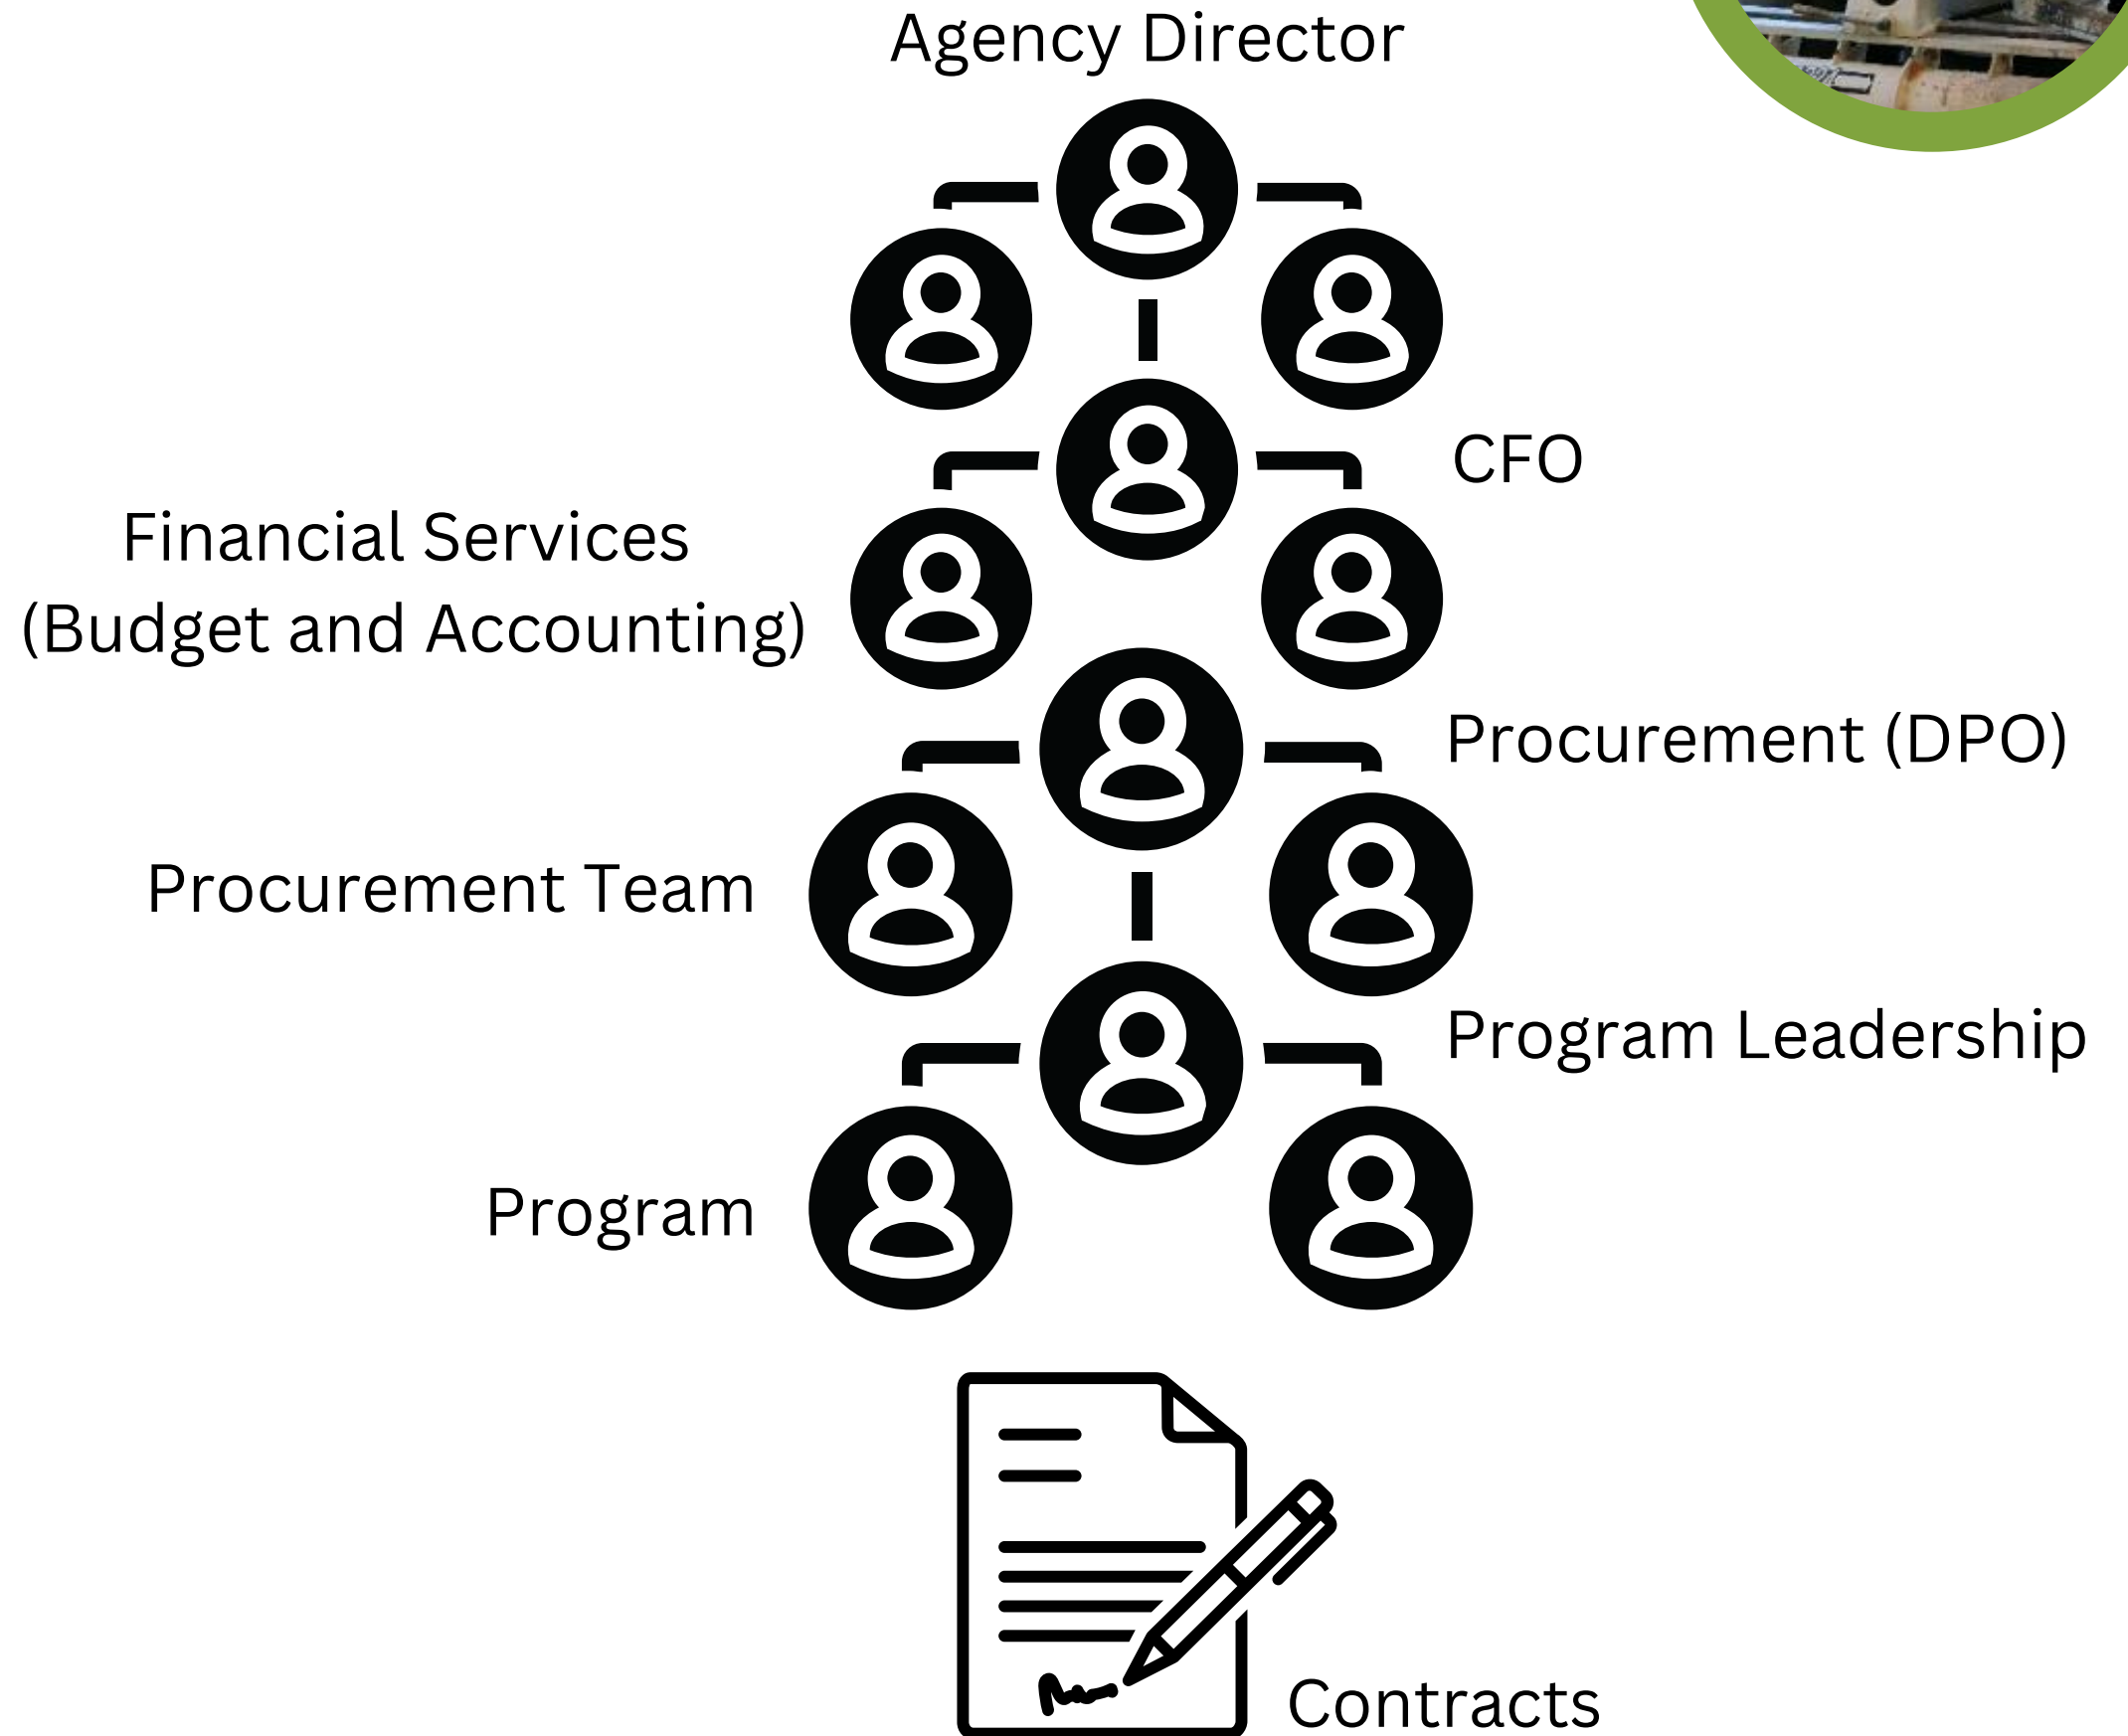 Agency Director
CFO
Financial Services
(Budget and Accounting)
Procurement (DPO)
Procurement Team
Program Leadership
Program
Contracts